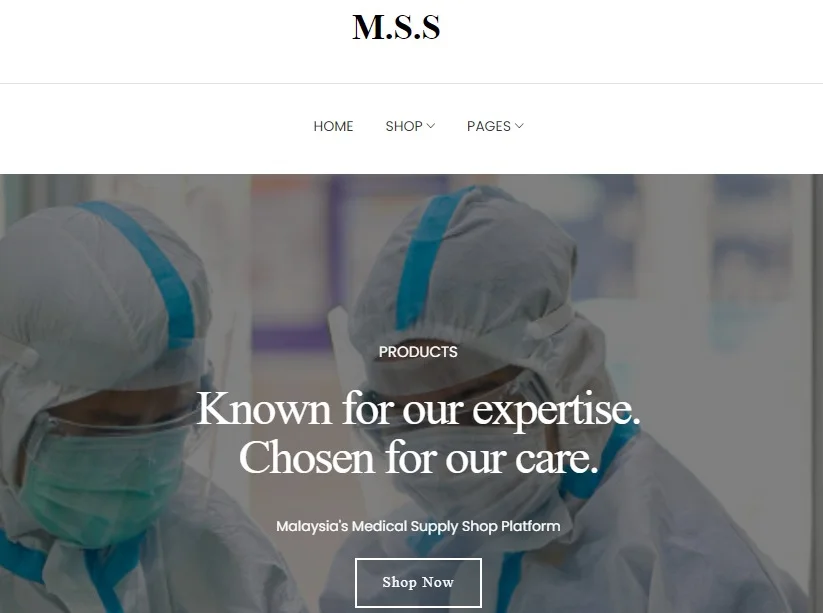 M.S.S
HOME SHOP PAGES
PRODUCTS
Known for our expertise.
Chosen for our care.
Malaysia's Medical Supply Shop Platform
Shop Now